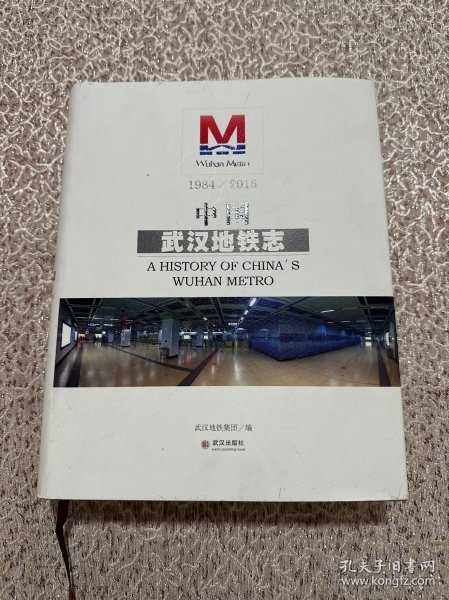 M
Wuhan Metro
1984/2015
中国
武汉地铁志
A HISTORY OF CHINA'S
WUHAN METRO
武汉地铁集团/编
武汉出版社
孔夫子旧书网
www.kongfz.com